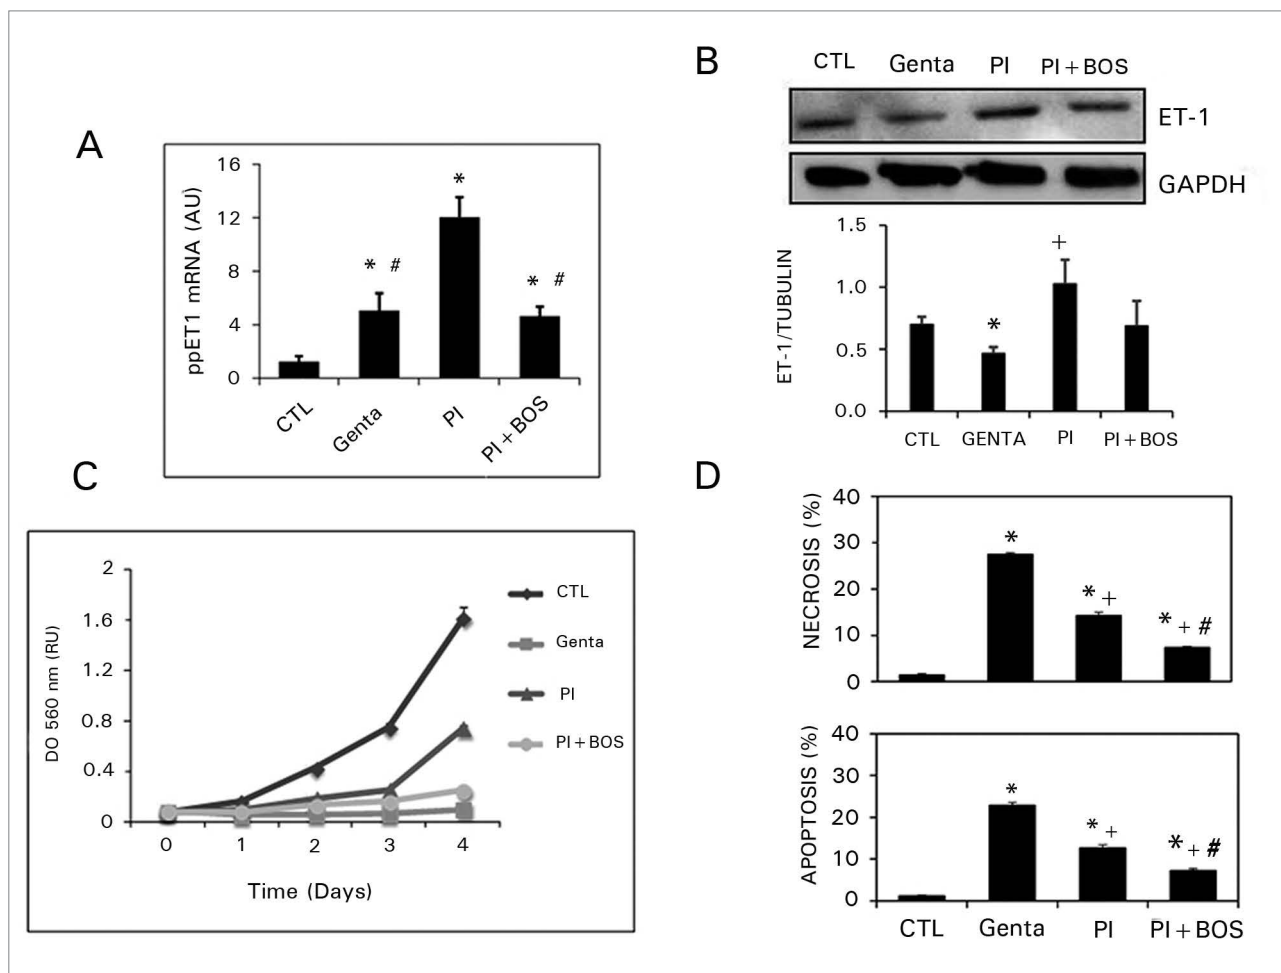 A
16
12
8
4
0
ppET1 mRNA (AU)
*
* #
* #
CTL
Genta
PI
PI + BOS
B
CTL Genta PI PI + BOS
ET-1
GAPDH
1.5
1.0
0.5
0.0
ET-1/TUBULIN
*
+
CTL GENTA PI PI + BOS
C
2
1.6
1.2
0.8
0.4
0
DO 560 nm (RU)
0 1 2 3 4
Time (Days)
CTL
Genta
PI
PI + BOS
D
40
30
20
10
0
NECROSIS (%)
*
* +
* + #
40
30
20
10
0
APOPTOSIS (%)
*
* +
* + #
CTL Genta PI PI + BOS